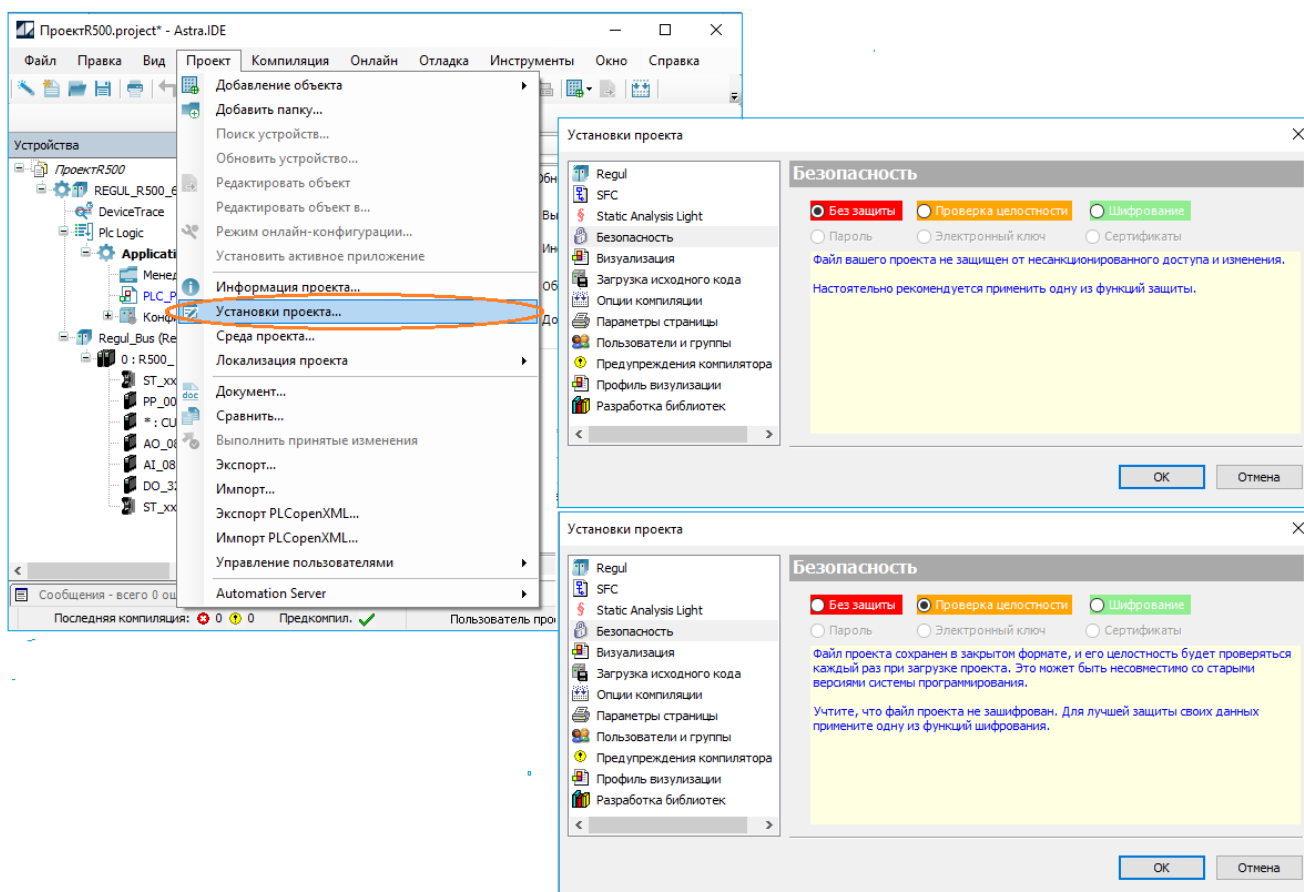 ПроектR500.project* - Astra.IDE
Файл Правка Вид Проект Компиляция Онлайн Отладка Инструменты Окно Справка
Устройства
ПроектR500
REGUL_R500_6
DeviceTrace
Plc Logic
Applicati
Менед
PLC_P
Конфи
Regul_Bus (Re
0 : R500_
ST_xx
PP_00
* : CU
AO_08
AI_08
DO_32
ST_xx
Сообщения - всего 0 ош
Последняя компиляция: 0 0 Предкомпил. Пользователь прое
Добавление объекта
Добавить папку...
Поиск устройств...
Обновить устройство...
Редактировать объект
Редактировать объект в...
Режим онлайн-конфигурации...
Установить активное приложение
Информация проекта...
Установки проекта...
Среда проекта...
Локализация проекта
doc Документ...
Сравнить...
Выполнить принятые изменения
Экспорт...
Импорт...
Экспорт PLCopenXML...
Импорт PLCopenXML...
Управление пользователями
Automation Server
Установки проекта
Regul
SFC
Static Analysis Light
Безопасность
Визуализация
Загрузка исходного кода
Опции компиляции
Параметры страницы
Пользователи и группы
Предупреждения компилятора
Профиль визулизации
Разработка библиотек
Безопасность
Без защиты Проверка целостности Шифрование
Пароль Электронный ключ Сертификаты
Файл вашего проекта не защищен от несанкционированного доступа и изменения.
Настоятельно рекомендуется применить одну из функций защиты.
OK Отмена
Установки проекта
Regul
SFC
Static Analysis Light
Безопасность
Визуализация
Загрузка исходного кода
Опции компиляции
Параметры страницы
Пользователи и группы
Предупреждения компилятора
Профиль визулизации
Разработка библиотек
Безопасность
Без защиты Проверка целостности Шифрование
Пароль Электронный ключ Сертификаты
Файл проекта сохранен в закрытом формате, и его целостность будет проверяться
каждый раз при загрузке проекта. Это может быть несовместимо со старыми
версиями системы программирования.
Учтите, что файл проекта не зашифрован. Для лучшей защиты своих данных
примените одну из функций шифрования.
OK Отмена